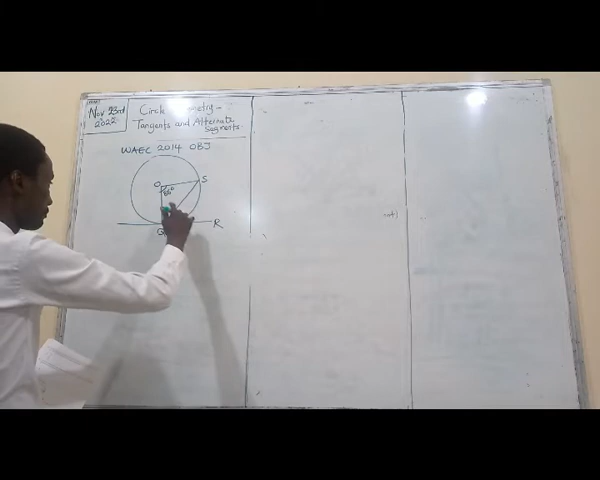 Nov 23rd
2022
Circle Geometry -
Tangents and Alternate
Segments.
WAEC 2014 OBJ
O
S
Q
R